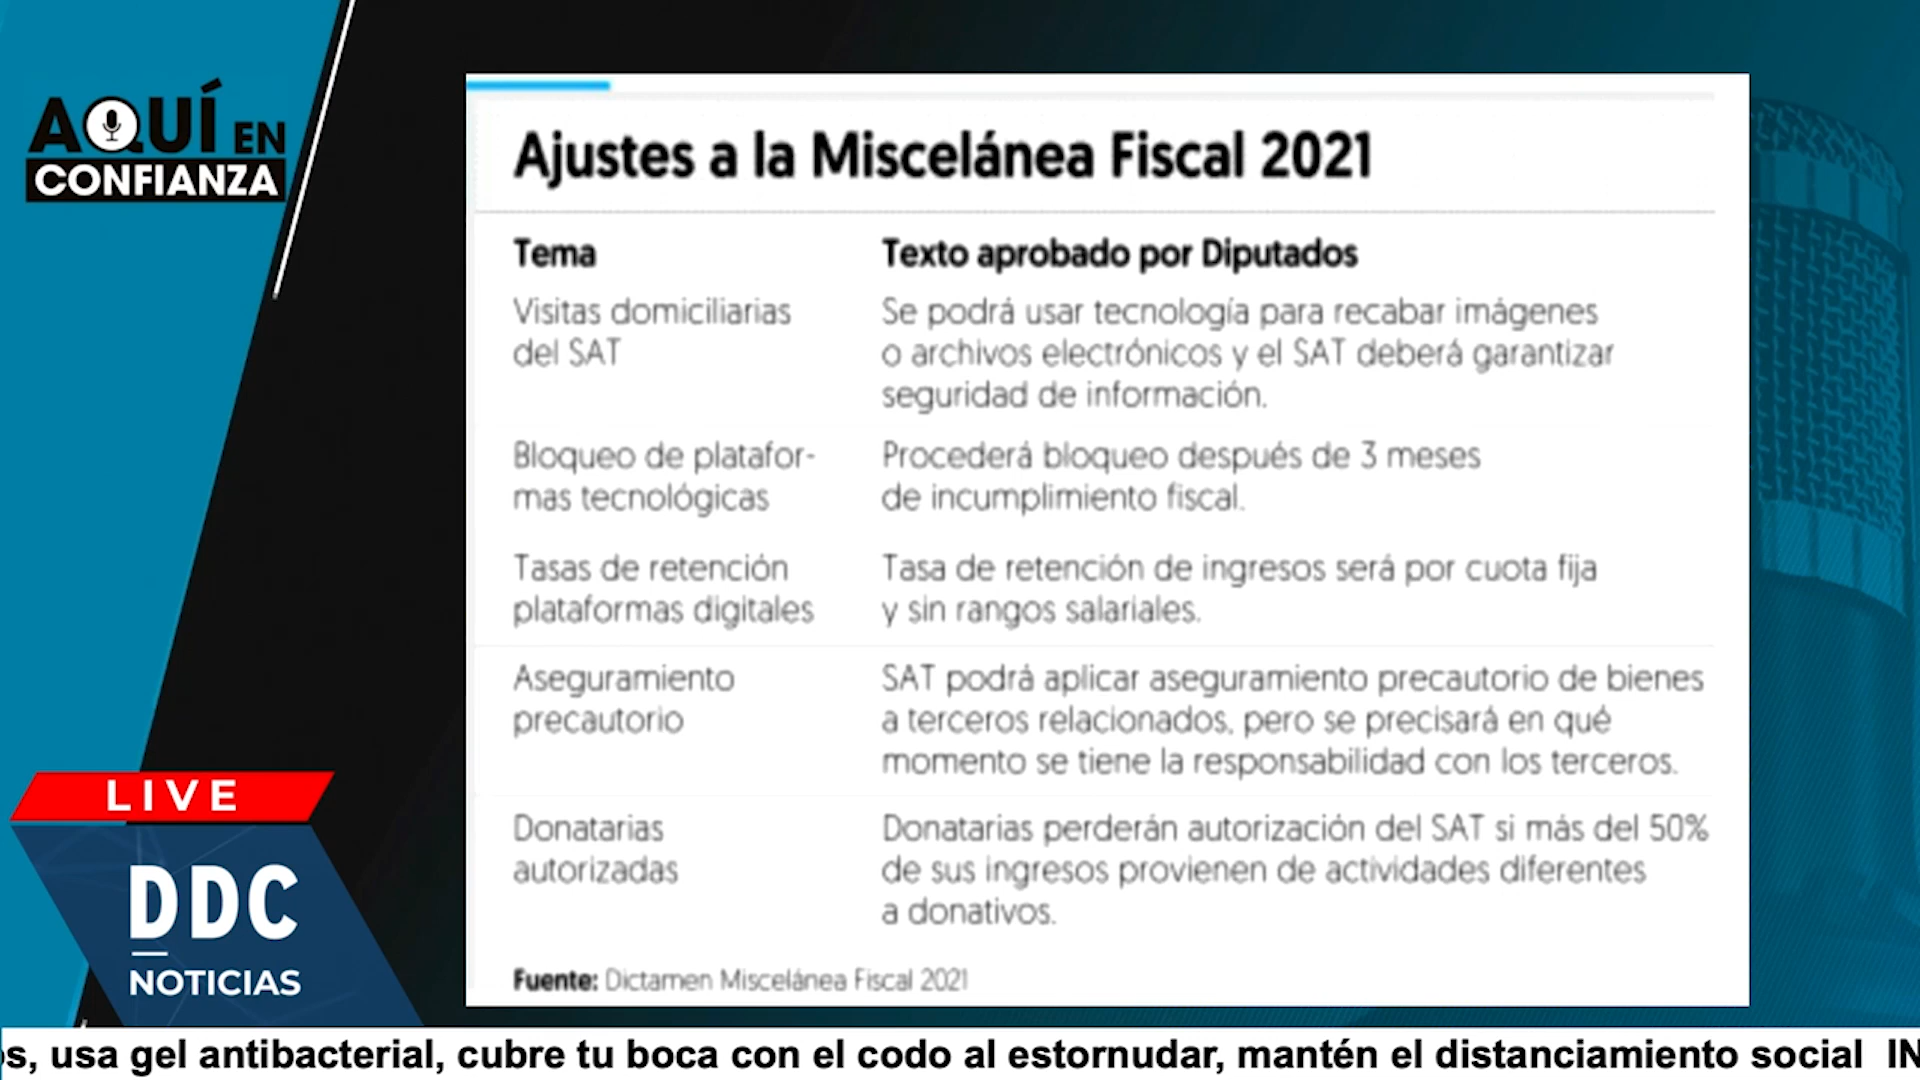 AQUÍ EN
CONFIANZA
Ajustes a la Miscelánea Fiscal 2021
Tema
Texto aprobado por Diputados
Visitas domiciliarias
del SAT
Se podrá usar tecnología para recabar imágenes
o archivos electrónicos y el SAT deberá garantizar
seguridad de información.
Bloqueo de platafor-
mas tecnológicas
Procederá bloqueo después de 3 meses
de incumplimiento fiscal.
Tasas de retención
plataformas digitales
Tasa de retención de ingresos será por cuota fija
y sin rangos salariales.
Aseguramiento
precautorio
SAT podrá aplicar aseguramiento precautorio de bienes
a terceros relacionados, pero se precisará en qué
momento se tiene la responsabilidad con los terceros.
Donatarias
autorizadas
Donatarias perderán autorización del SAT si más del 50%
de sus ingresos provienen de actividades diferentes
a donativos.
Fuente: Dictamen Miscelánea Fiscal 2021
LIVE
DDC
NOTICIAS
s, usa gel antibacterial, cubre tu boca con el codo al estornudar, mantén el distanciamiento social IN